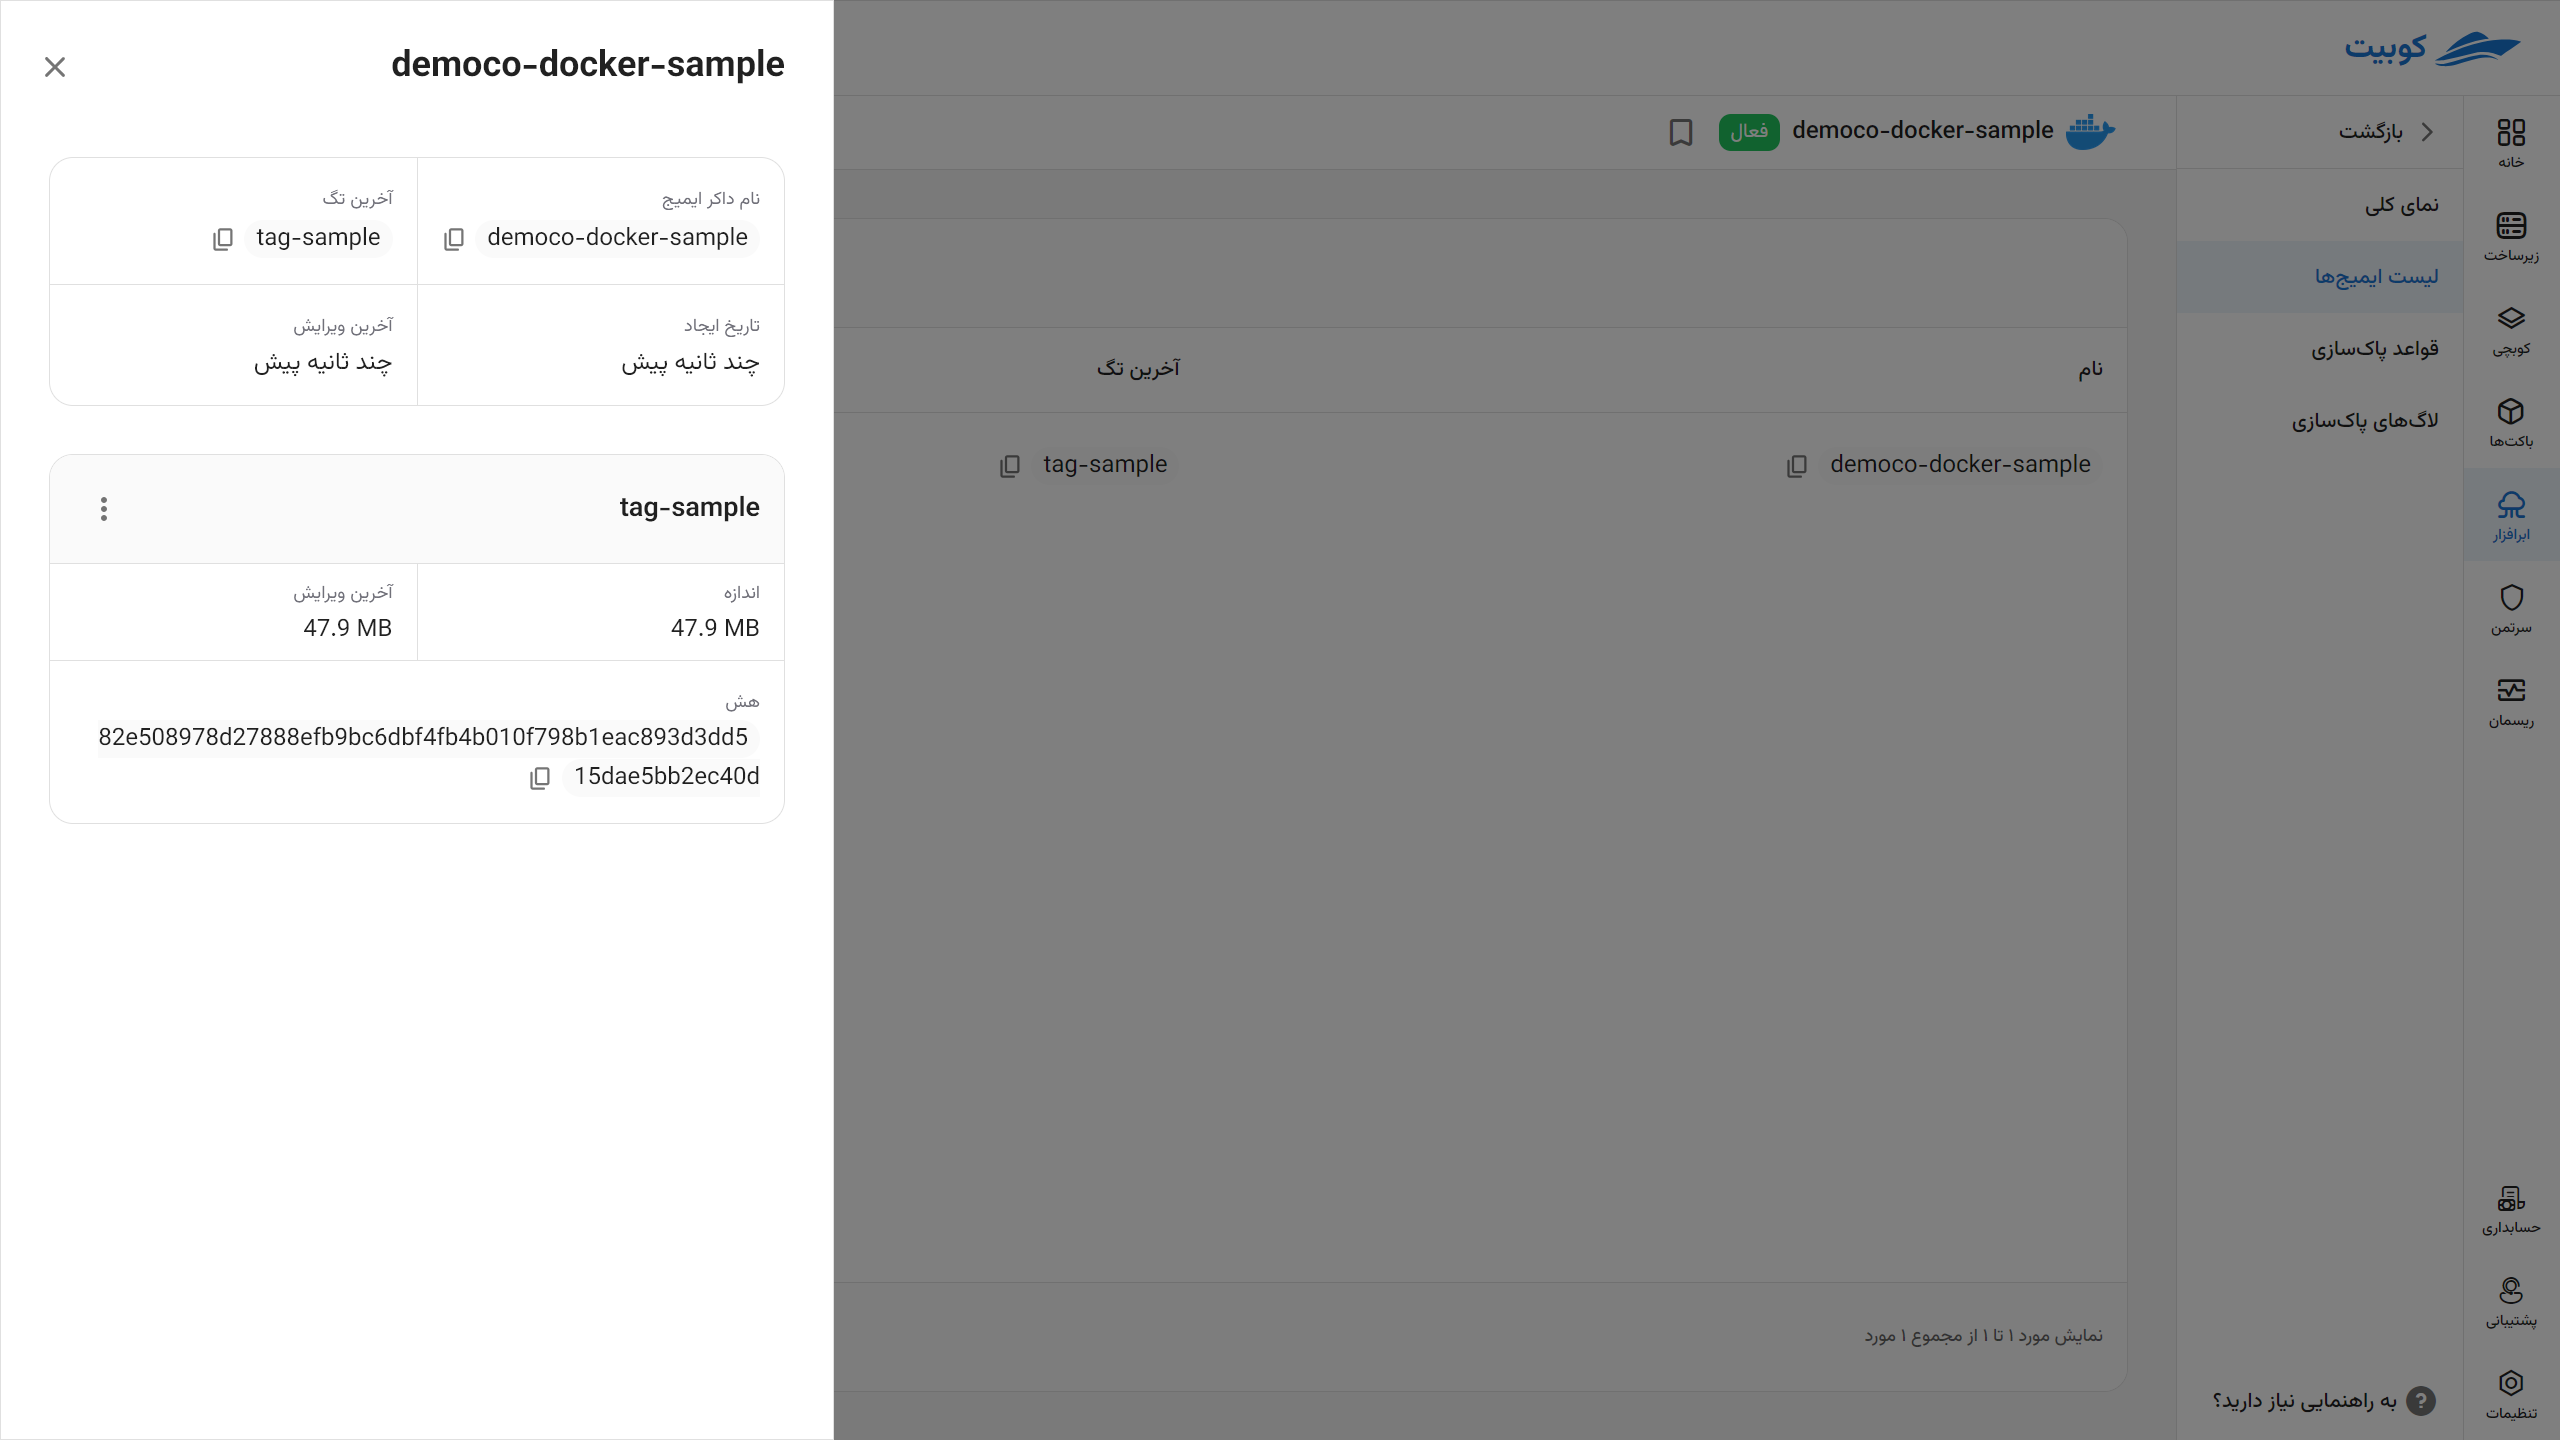 کوبیت
خانه
زیرساخت
کوبچی
باکت‌ها
ابرافزار
سرتمن
ریسمان
حسابداری
پشتیبانی
تنظیمات
بازگشت
نمای کلی
لیست ایمیج‌ها
قواعد پاک‌سازی
لاگ‌های پاک‌سازی
به راهنمایی نیاز دارید؟
democo-docker-sample فعال
نام آخرین تگ
democo-docker-sample tag-sample
نمایش مورد ۱ تا ۱ از مجموع ۱ مورد
democo-docker-sample
نام داکر ایمیج آخرین تگ
democo-docker-sample tag-sample
تاریخ ایجاد آخرین ویرایش
چند ثانیه پیش چند ثانیه پیش
tag-sample
اندازه آخرین ویرایش
47.9 MB 47.9 MB
هش
82e508978d27888efb9bc6dbf4fb4b010f798b1eac893d3dd5
15dae5bb2ec40d